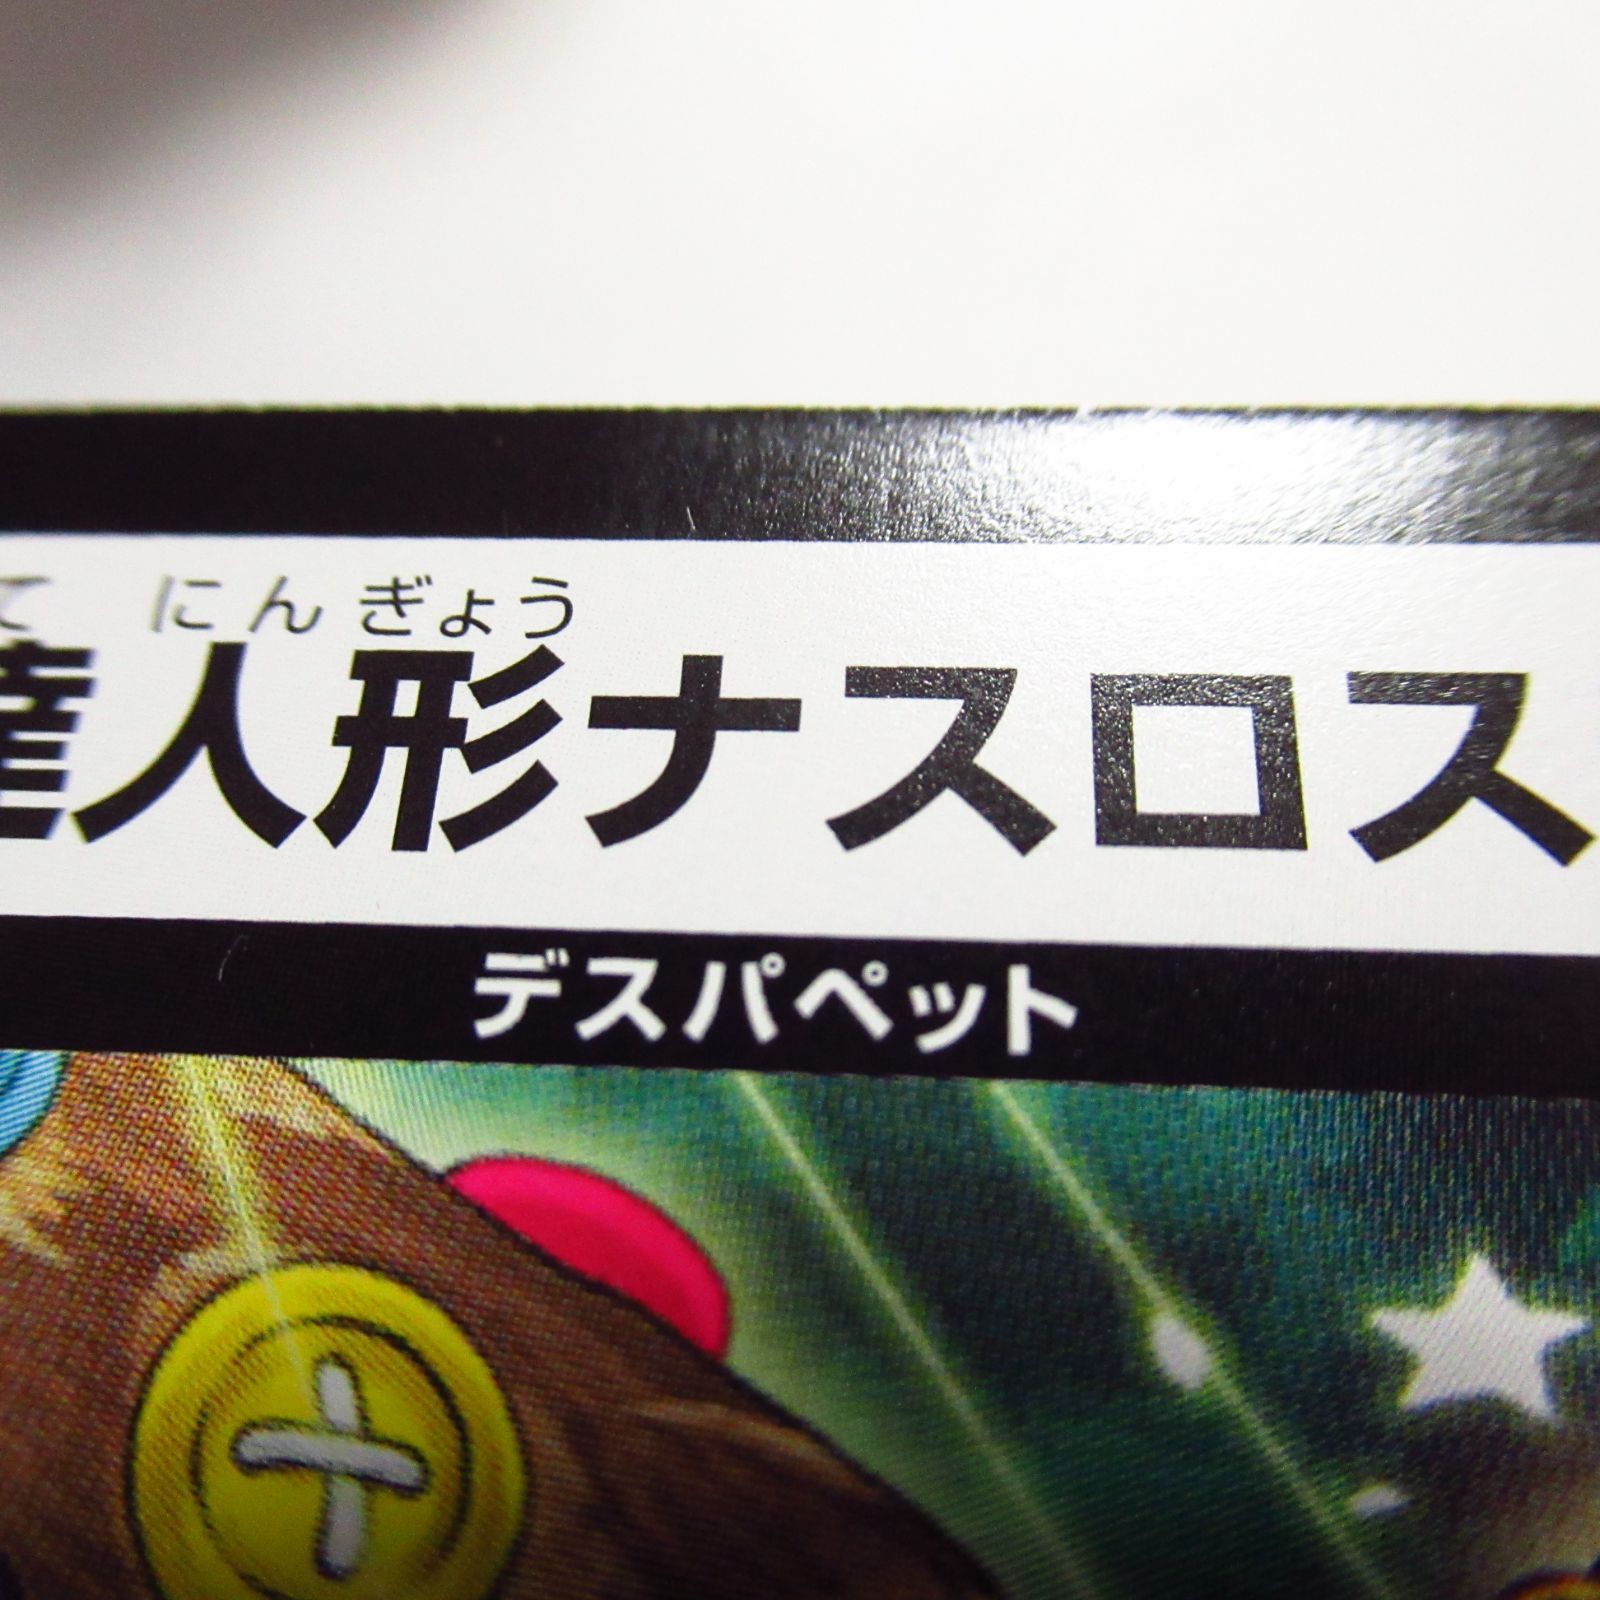 て にんぎょう
人形ナスロス
デスパペット